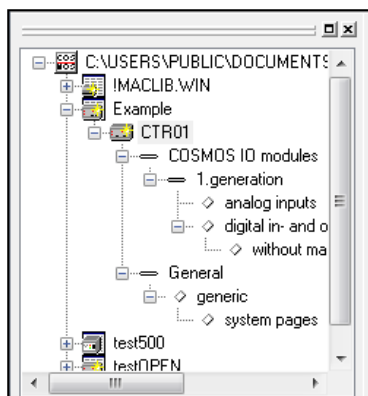 C:\USERS\PUBLIC\DOCUMENTS
!MACLIB.WIN
Example
CTR01
COSMOS IO modules
1.generation
analog inputs
digital in- and o
without ma
General
generic
system pages
test500
testOPEN